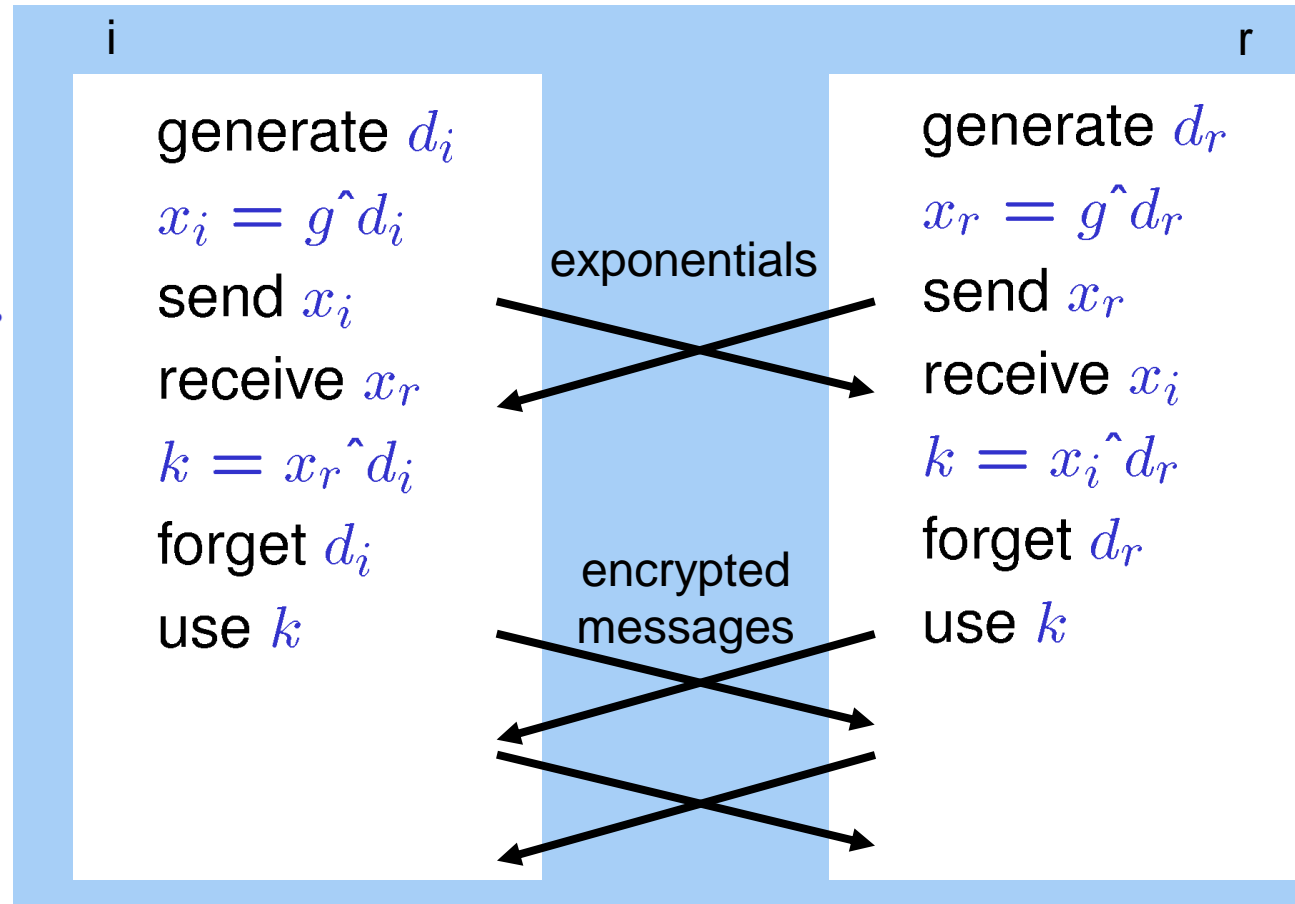 i
r
generate d_i
x_i = g^d_i
send x_i
receive x_r
k = x_r^d_i
forget d_i
use k
exponentials
encrypted
messages
generate d_r
x_r = g^d_r
send x_r
receive x_i
k = x_i^d_r
forget d_r
use k